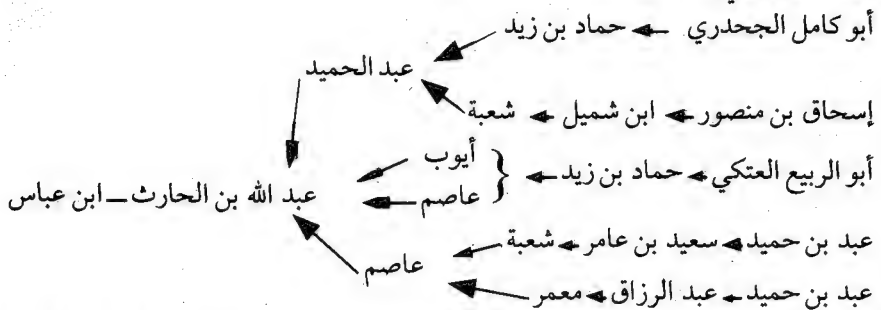 أبو كامل الجحدري حماد بن زيد
عبد الحميد
إسحاق بن منصور ابن شميل شعبة
أبو الربيع العتكي حماد بن زيد { أيوب
عاصم
عبد الله بن الحارث – ابن عباس
عبد بن حميد سعيد بن عامر شعبة
عاصم
عبد بن حميد عبد الرزاق معمر